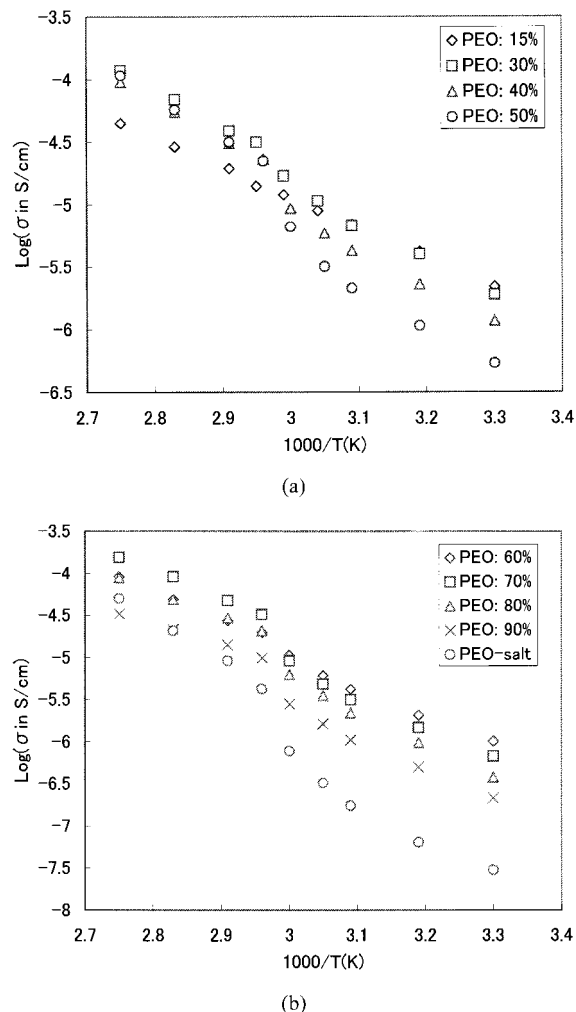 -3.5
-4
-4.5
-5
-5.5
-6
-6.5
Log(σ in S/cm)
PEO: 15%
PEO: 30%
PEO: 40%
PEO: 50%
2.7 2.8 2.9 3 3.1 3.2 3.3 3.4
1000/T(K)
(a)
-3.5
-4
-4.5
-5
-5.5
-6
-6.5
-7
-7.5
-8
Log(σ in S/cm)
PEO: 60%
PEO: 70%
PEO: 80%
PEO: 90%
PEO-salt
2.7 2.8 2.9 3 3.1 3.2 3.3 3.4
1000/T(K)
(b)